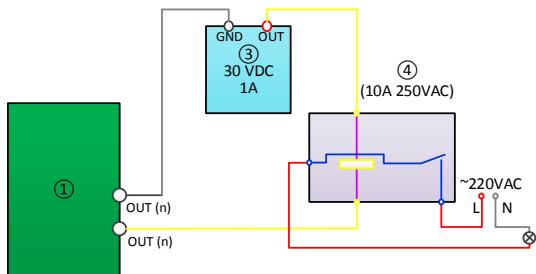 GND OUT
③
30 VDC
1A
④
(10A 250VAC)
①
OUT (n)
OUT (n)
~220VAC
L N